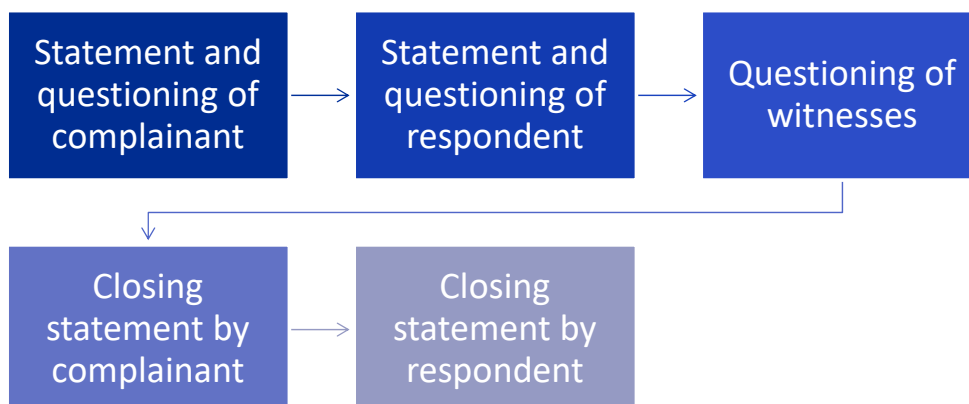 Statement and
questioning of
complainant
Statement and
questioning of
respondent
Questioning of
witnesses
Closing
statement by
complainant
Closing
statement by
respondent